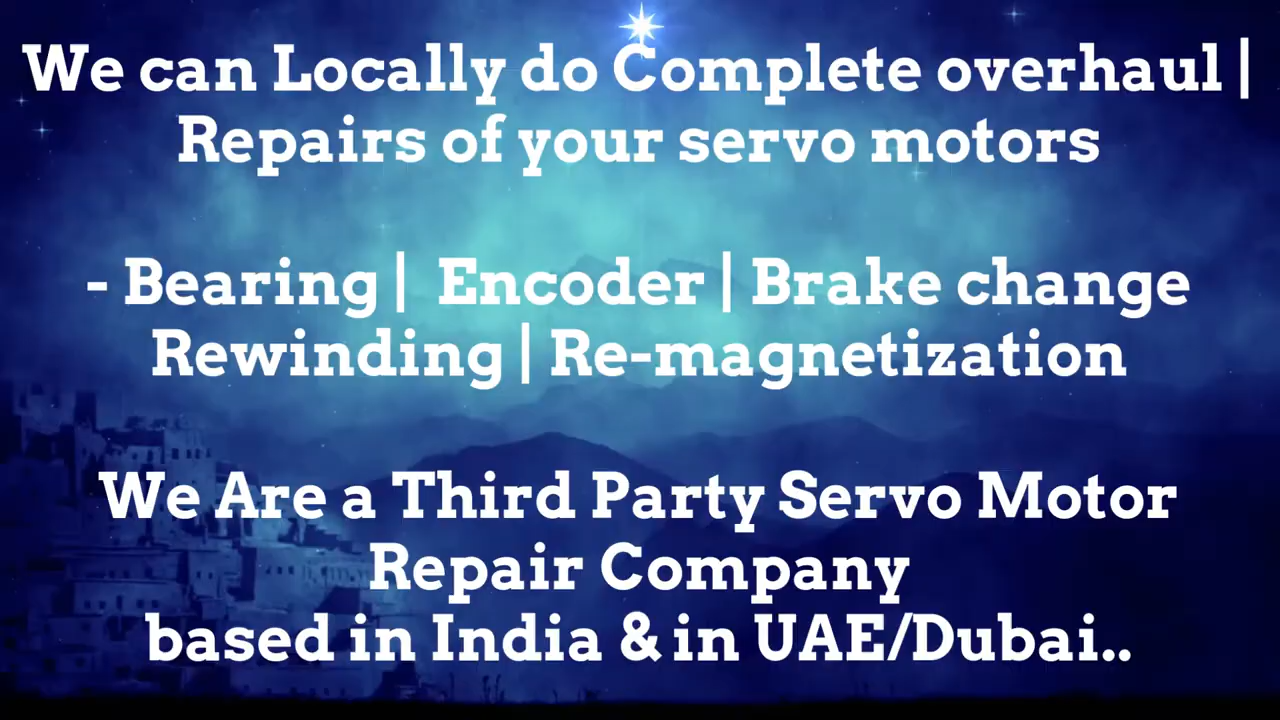 We can Locally do Complete overhaul |
Repairs of your servo motors
- Bearing | Encoder | Brake change
Rewinding | Re-magnetization
We Are a Third Party Servo Motor
Repair Company
based in India & in UAE/Dubai..